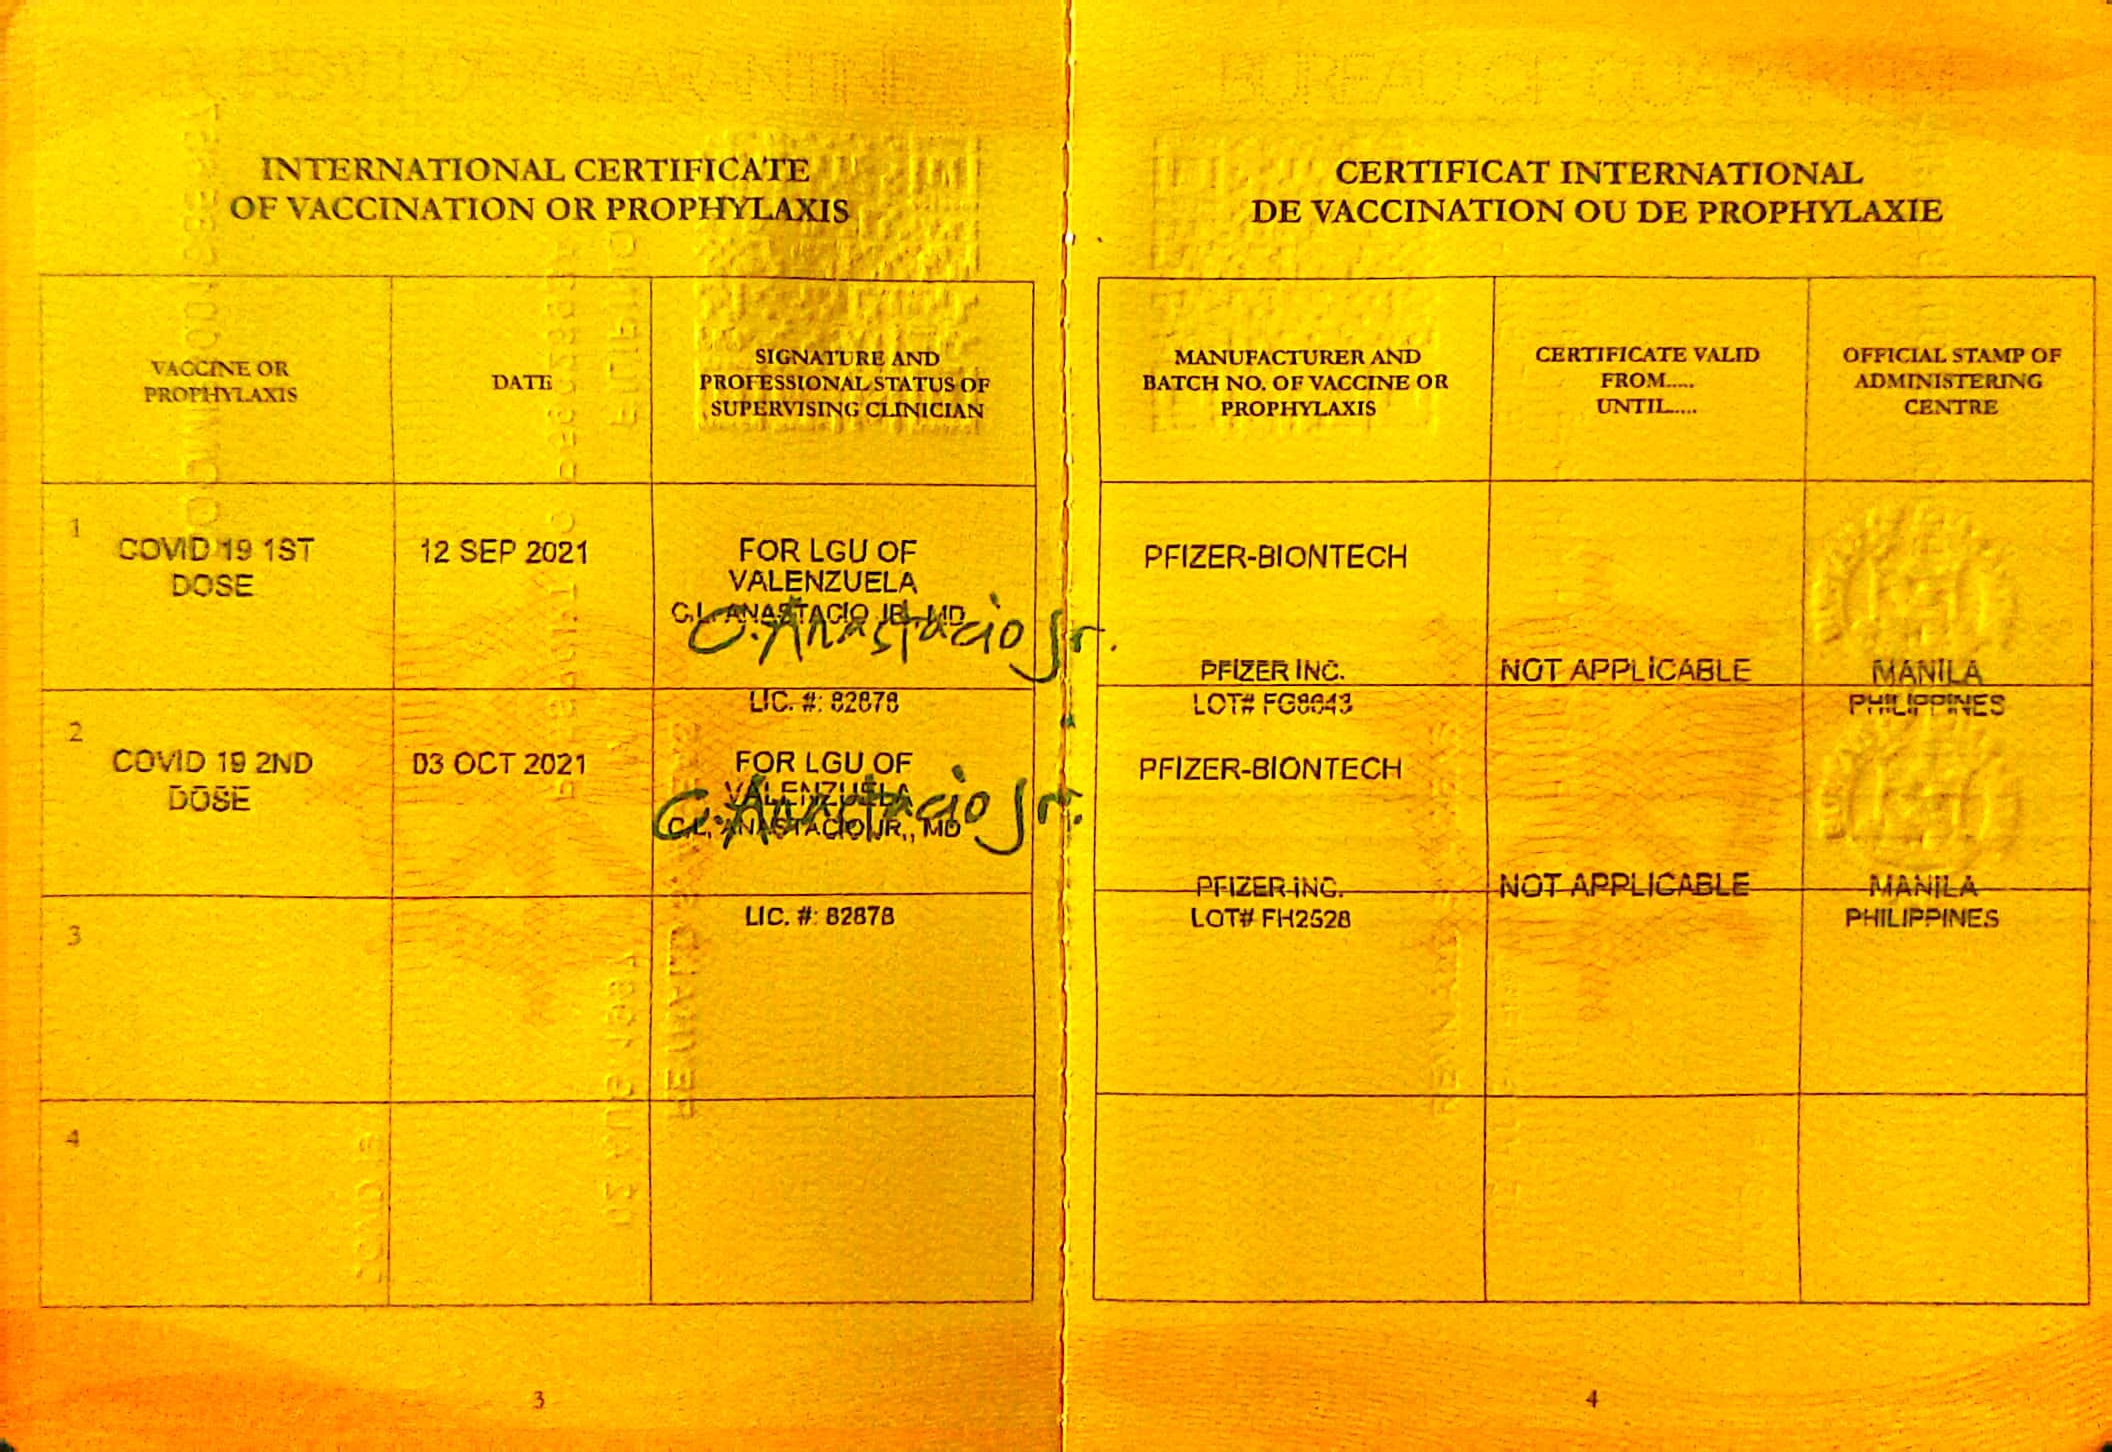 INTERNATIONAL CERTIFICATE
OF VACCINATION OR PROPHYLAXIS
VACCINE OR
PROPHYLAXIS
DATE
SIGNATURE AND
PROFESSIONAL STATUS OF
SUPERVISING CLINICIAN
1
COVID 19 1ST
DOSE
12 SEP 2021
FOR LGU OF
VALENZUELA
C.L. ANASTACIO JR., MD
C. Anastacio Jr.
LIC. #: 82878
2
COVID 19 2ND
DOSE
03 OCT 2021
FOR LGU OF
VALENZUELA
C.L. ANASTACIO JR., MD
C. Anastacio Jr.
LIC. #: 82878
3
4
3
CERTIFICAT INTERNATIONAL
DE VACCINATION OU DE PROPHYLAXIE
MANUFACTURER AND
BATCH NO. OF VACCINE OR
PROPHYLAXIS
CERTIFICATE VALID
FROM.....
UNTIL.....
OFFICIAL STAMP OF
ADMINISTERING
CENTRE
PFIZER-BIONTECH
PFIZER INC.
LOT#
NOT APPLICABLE
MANILA
PHILIPPINES
PFIZER-BIONTECH
PFIZER INC.
LOT# FH2528
NOT APPLICABLE
MANILA
PHILIPPINES
4